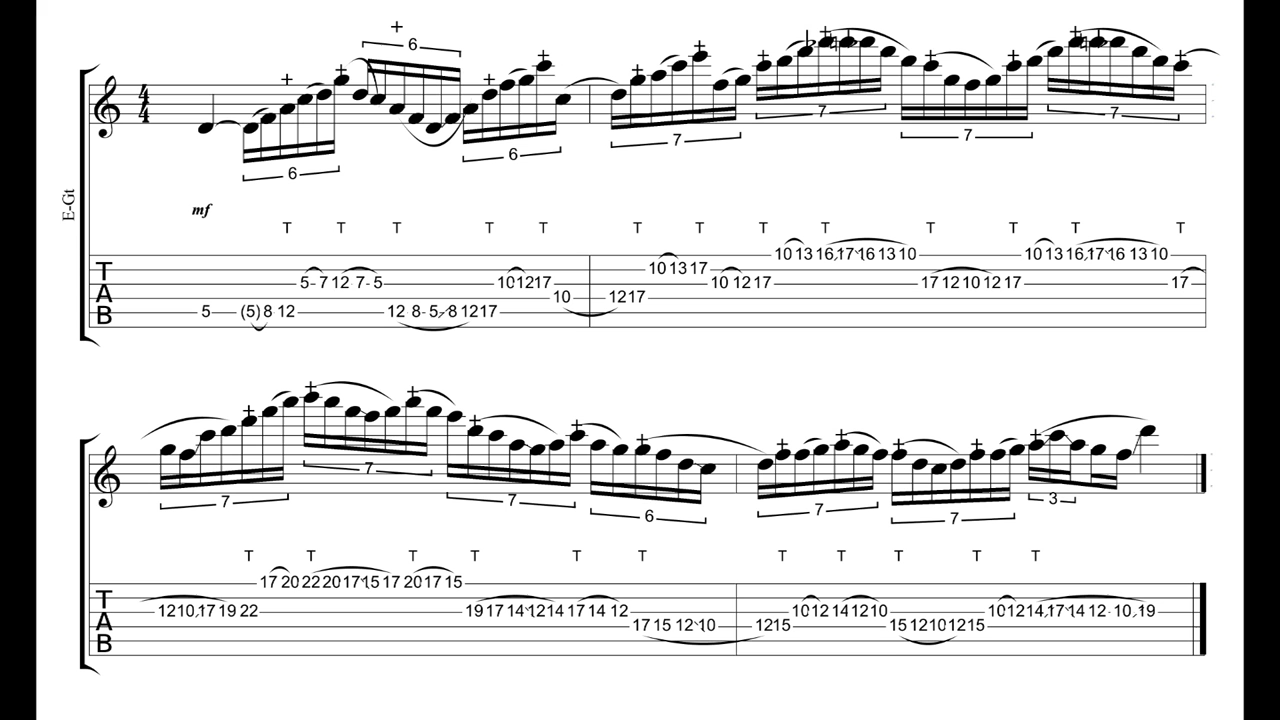 +
6
+ + + +
+ + + + + + + +
4
4
6 6 7 7 7 7
E-Gt
mf
T T T T T T T T T T T T T
10 13 16 17 16 13 10 10 13 16 17 16 13 10
T 10 13 17
5 7 12 7 5 10 12 17 10 12 17 17 12 10 12 17 17
A 10 12 17
B 5 (5) 8 12 12 8 5 8 12 17
+ + + + + + + + + + + +
7 7 7 6 7 7 3
T T T T T T T T T T T
17 20 22 20 17 15 17 20 17 15
T
12 10 17 19 22 19 17 14 12 14 17 14 12 10 12 14 12 10 10 12 14 17 14 12 10 19
A 17 15 12 10 12 15 15 12 10 12 15
B